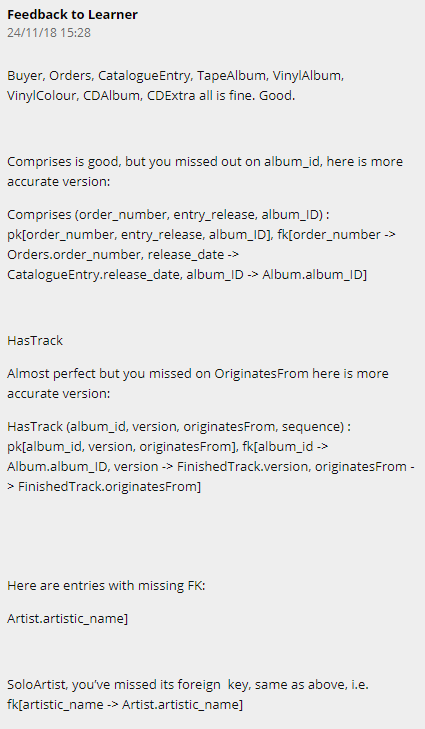 Feedback to Learner
24/11/18 15:28
Buyer, Orders, CatalogueEntry, TapeAlbum, VinylAlbum,
VinylColour, CDAlbum, CDExtra all is fine. Good.
Comprises is good, but you missed out on album_id, here is more
accurate version:
Comprises (order_number, entry_release, album_ID) :
pk[order_number, entry_release, album_ID], fk[order_number ->
Orders.order_number, release_date ->
CatalogueEntry.release_date, album_ID -> Album.album_ID]
HasTrack
Almost perfect but you missed on OriginatesFrom here is more
accurate version:
HasTrack (album_id, version, originatesFrom, sequence) :
pk[album_id, version, originatesFrom], fk[album_id ->
Album.album_ID, version -> FinishedTrack.version, originatesFrom -
> FinishedTrack.originatesFrom]
Here are entries with missing FK:
Artist.artistic_name]
SoloArtist, you’ve missed its foreign  key, same as above, i.e.
fk[artistic_name -> Artist.artistic_name]